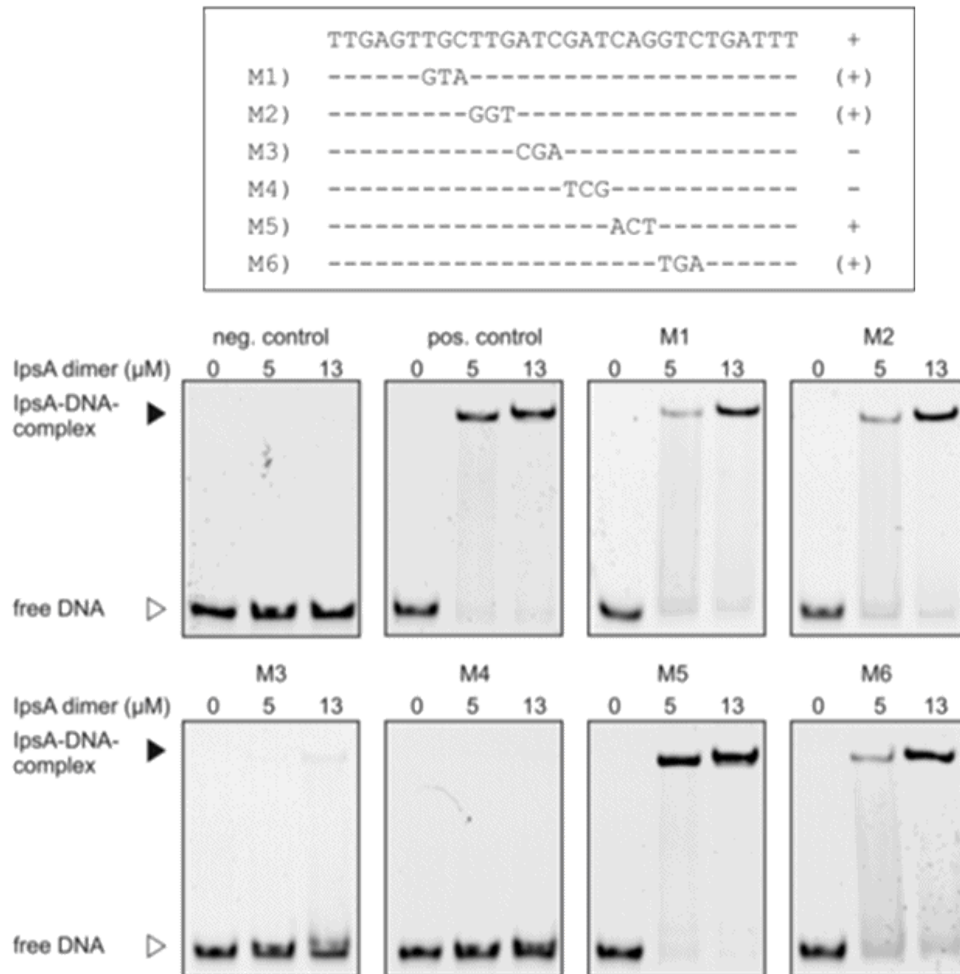 TTGAGTTGCTTGATCGATCAGGTCTGATTT +
M1) ------GTA--------------------- (+)
M2) ---------GGT------------------ (+)
M3) ------------CGA--------------- -
M4) ---------------TCG------------ -
M5) ------------------ACT--------- +
M6) ---------------------TGA------ (+)
neg. control pos. control M1 M2
IpsA dimer (µM) 0 5 13 0 5 13 0 5 13 0 5 13
IpsA-DNA-
complex
free DNA
M3 M4 M5 M6
IpsA dimer (µM) 0 5 13 0 5 13 0 5 13 0 5 13
IpsA-DNA-
complex
free DNA